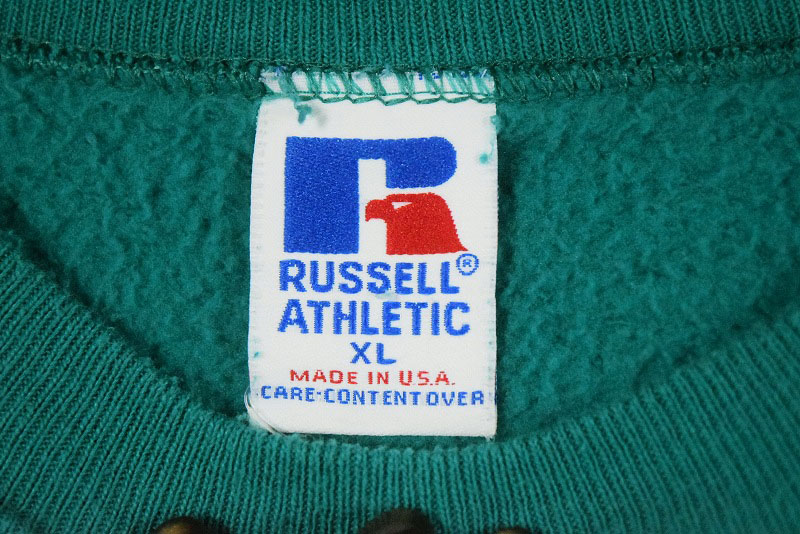 RUSSELL®
ATHLETIC
XL
MADE IN U.S.A.
CARE-CONTENT OVER